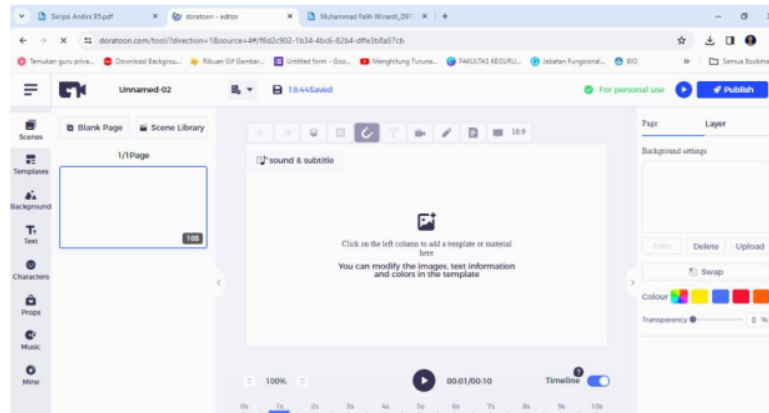 Skripsi Andini B5.pdf
doratoon - editor
doratoon.com/tool/?direction=1&source=4#/f8d2c902-1b34-4bc6-82b4-dffe3b8a57cb
Temukan guru priva...
Download Backgrou...
Ribuan Gif Gambar...
Untitled form - Goo...
Menghitung Turuna...
FAKULTAS KEGURU...
Jabatan Fungsional...
BIO
Semua Bookma
Unnamed-02
18:44Saved
For personal use
Publish
Scenes
Templates
Background
Text
Characters
Props
Music
Mine
Blank Page
Scene Library
1/1Page
10S
16:9
sound & subtitle
Click on the left column to add a template or material
here
You can modify the images, text information
and colors in the template
100%
00:01/00:10
Timeline
0s 1s 2s 3s 4s 5s 6s 7s 8s 9s 10s
Page
Layer
Background settings
Delete
Upload
Swap
Colour
Transparency
0 %